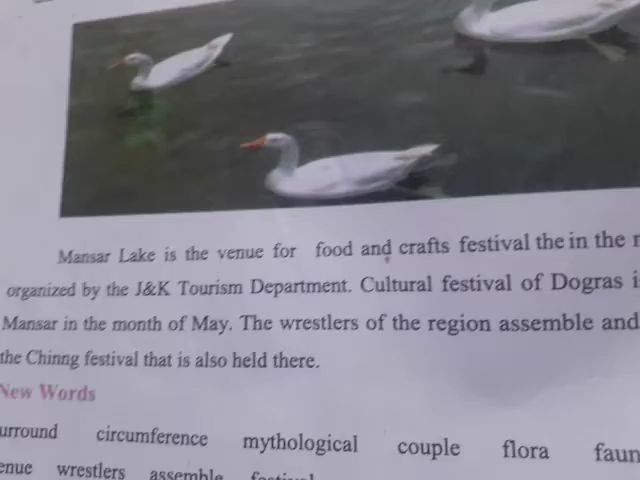 Mansar Lake is the venue for food and crafts festival the in the
organized by the J&K Tourism Department. Cultural festival of Dogras
Mansar in the month of May. The wrestlers of the region assemble and
the Chinng festival that is also held there.
New Words
circumference mythological couple flora
wrestlers assemble festival